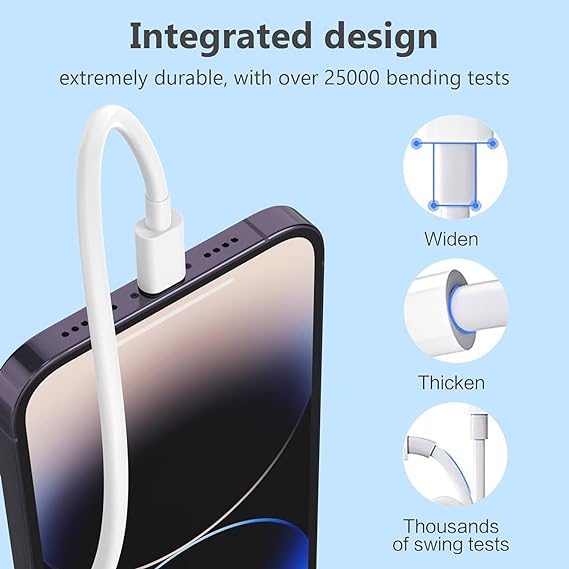 Integrated design
extremely durable, with over 25000 bending tests
Widen
Thicken
Thousands
of swing tests